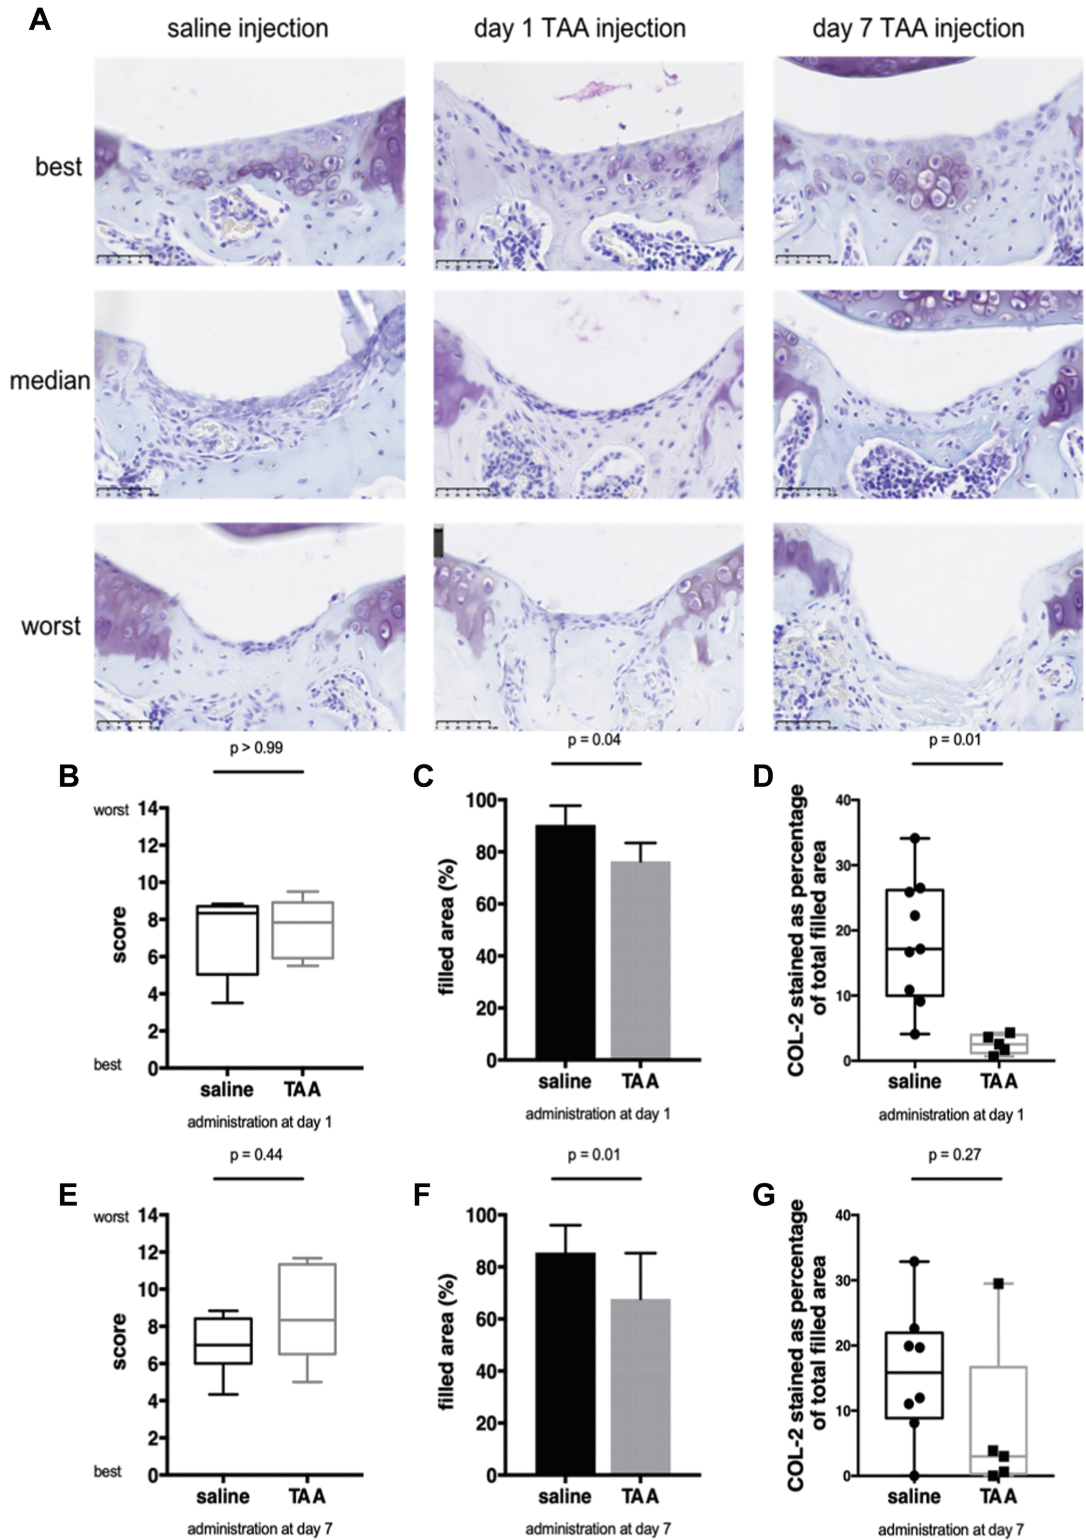 A
saline injection
day 1 TAA injection
day 7 TAA injection
best
median
worst
B
p > 0.99
worst
14
12
10
8
6
4
2
0
best
score
saline
TAA
administration at day 1
C
p = 0.04
100
80
60
40
20
0
filled area (%)
saline
TAA
administration at day 1
D
p = 0.01
40
30
20
10
0
COL-2 stained as percentage
of total filled area
saline
TAA
administration at day 1
E
p = 0.44
worst
14
12
10
8
6
4
2
0
best
score
saline
TAA
administration at day 7
F
p = 0.01
100
80
60
40
20
0
filled area (%)
saline
TAA
administration at day 7
G
p = 0.27
40
30
20
10
0
COL-2 stained as percentage
of total filled area
saline
TAA
administration at day 7